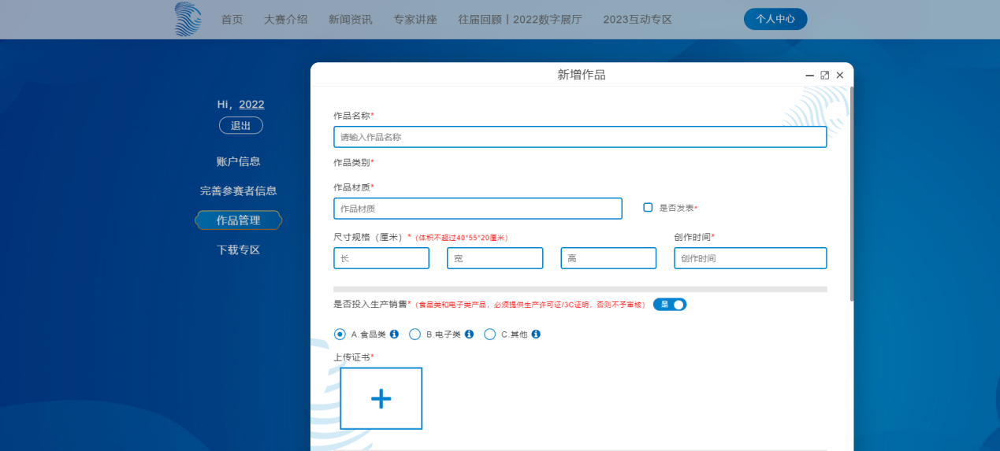 首页 大赛介绍 新闻资讯 专家讲座 往届回顾丨2022数字展厅 2023互动专区 个人中心
新增作品
Hi，2022
退出
账户信息
完善参赛者信息
作品管理
下载专区
作品名称*
请输入作品名称
作品类别*
作品材质*
作品材质 是否发表*
尺寸规格（厘米）*（体积不超过40*55*20厘米） 创作时间*
长 宽 高 创作时间
是否投入生产销售*（食品类和电子类产品，必须提供生产许可证/3C证明，否则不予审核） 是
A.食品类 B.电子类 C.其他
上传证书*